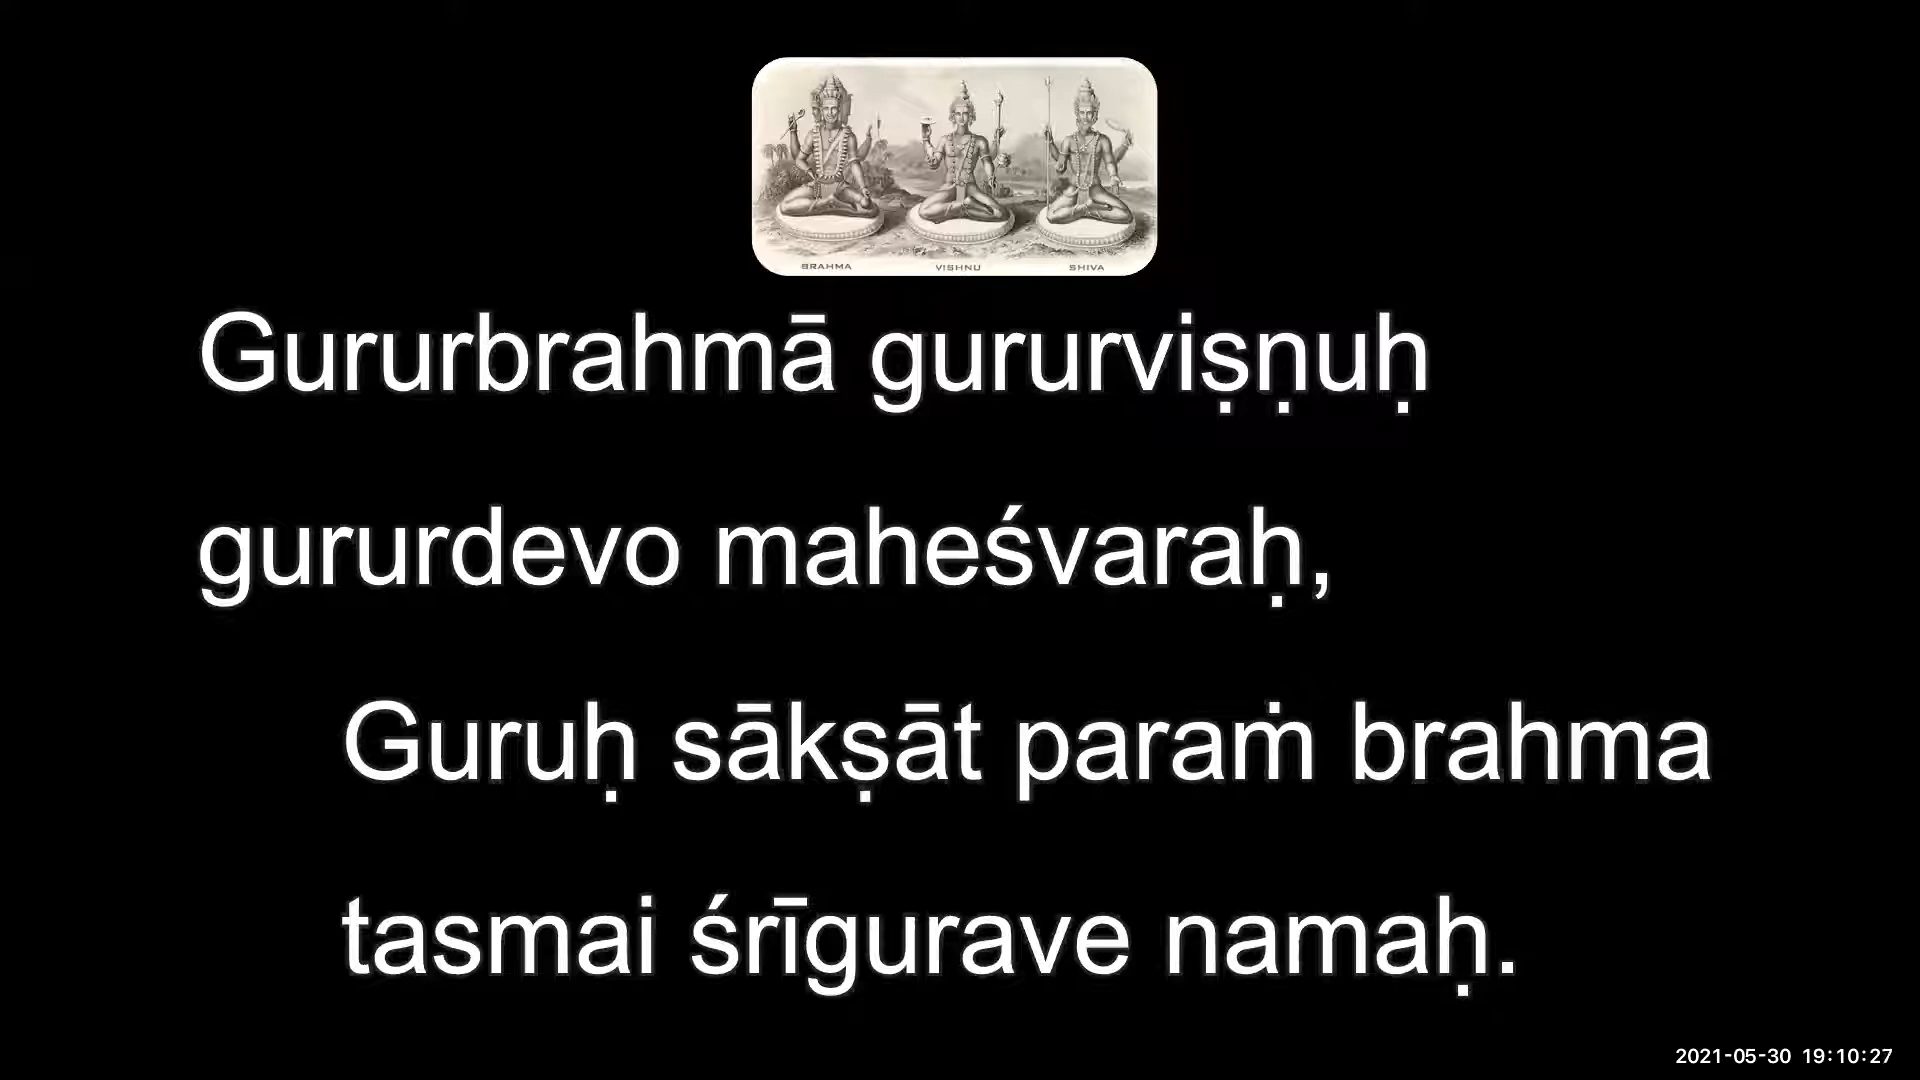 BRAHMA VISHNU SHIVA
Gururbrahmā gururviṣṇuḥ
gururdevo maheśvaraḥ,
Guruḥ sākṣāt paraṁ brahma
tasmai śrīgurave namaḥ.
2021-05-30 19:10:27